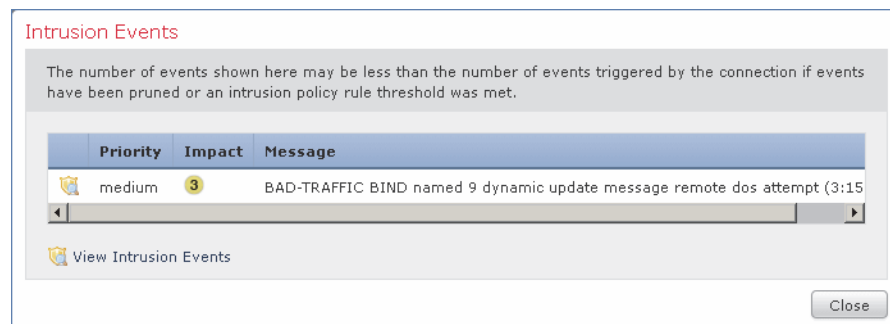 Intrusion Events
The number of events shown here may be less than the number of events triggered by the connection if events
have been pruned or an intrusion policy rule threshold was met.
Priority Impact Message
medium 3 BAD-TRAFFIC BIND named 9 dynamic update message remote dos attempt (3:15
View Intrusion Events
Close